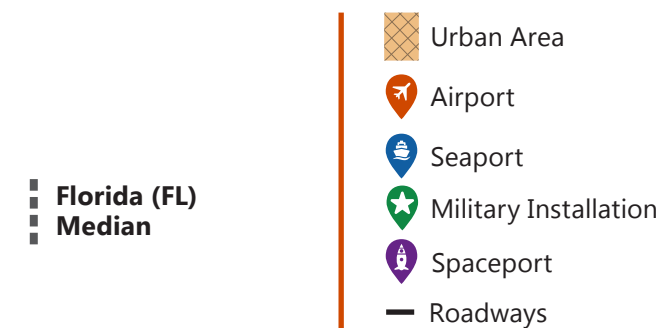 Florida (FL)
Median
Urban Area
Airport
Seaport
Military Installation
Spaceport
Roadways